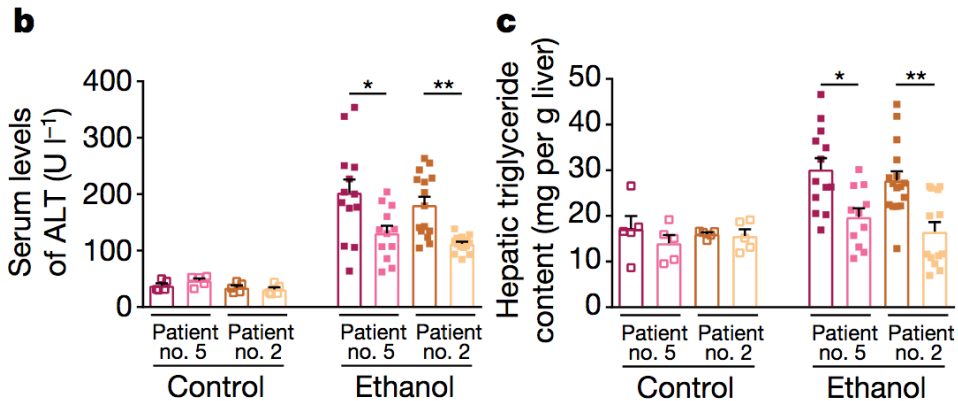 b
Serum levels
of ALT (U l⁻¹)
400
300
200
100
0
*
**
Patient
no. 5
Patient
no. 2
Patient
no. 5
Patient
no. 2
Control
Ethanol
c
Hepatic triglyceride
content (mg per g liver)
50
40
30
20
10
0
*
**
Patient
no. 5
Patient
no. 2
Patient
no. 5
Patient
no. 2
Control
Ethanol